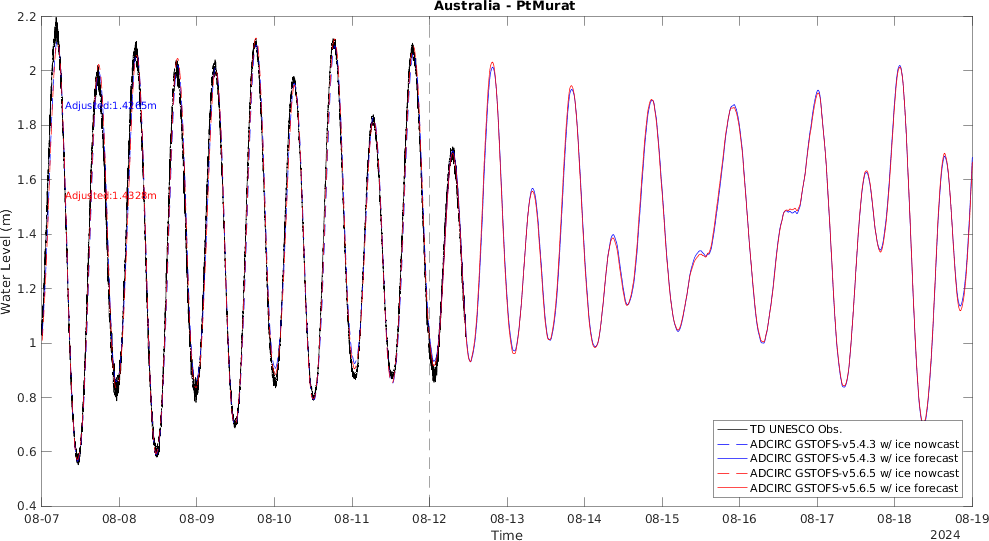 Australia - PtMurat
2.2
2
1.8
1.6
1.4
1.2
1
0.8
0.6
0.4
Water Level (m)
Adjusted:1.4265m
Adjusted:1.4328m
TD UNESCO Obs.
ADCIRC GSTOFS-v5.4.3 w/ ice nowcast
ADCIRC GSTOFS-v5.4.3 w/ ice forecast
ADCIRC GSTOFS-v5.6.5 w/ ice nowcast
ADCIRC GSTOFS-v5.6.5 w/ ice forecast
08-07 08-08 08-09 08-10 08-11 08-12 08-13 08-14 08-15 08-16 08-17 08-18 08-19
Time
2024